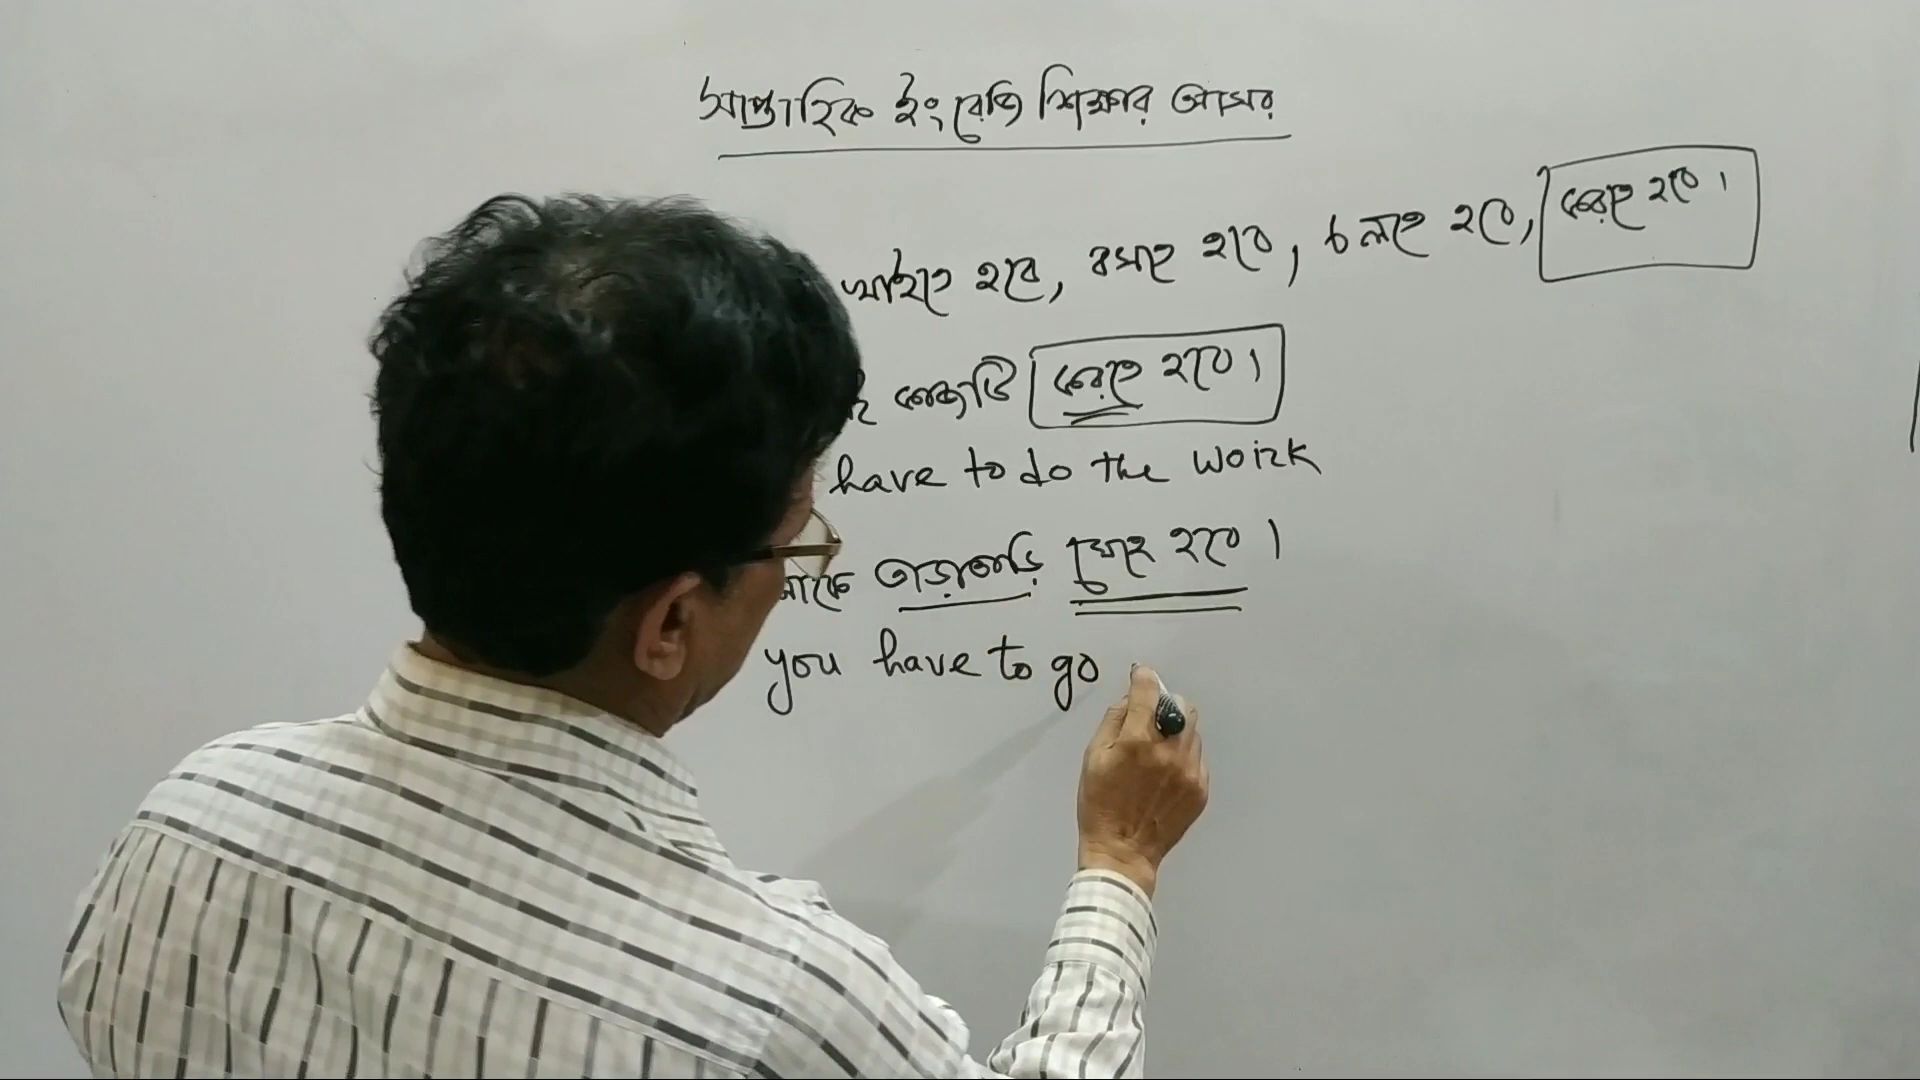 সাপ্তাহিক ইংরেজি শিক্ষার আসর
খাইতে হবে, বসতে হবে, চলতে হবে, করতে হবে।
কাজটি করতে হবে।
have to do the work
তাড়াতাড়ি যেতে হবে।
you have to go